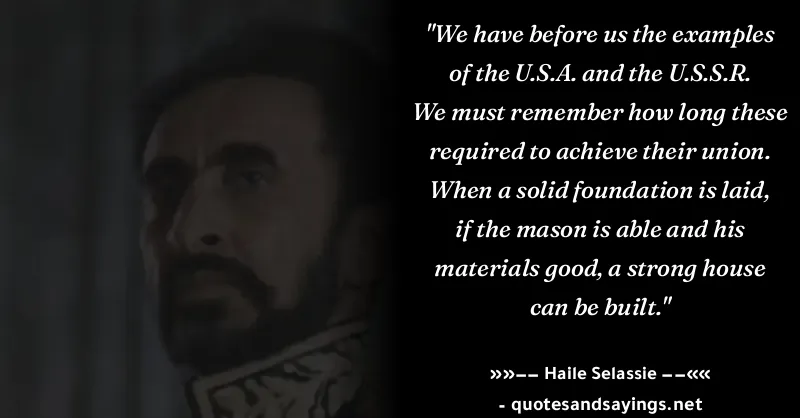 "We have before us the examples
of the U.S.A. and the U.S.S.R.
We must remember how long these
required to achieve their union.
When a solid foundation is laid,
if the mason is able and his
materials good, a strong house
can be built."
»»−− Haile Selassie −−««
- quotesandsayings.net